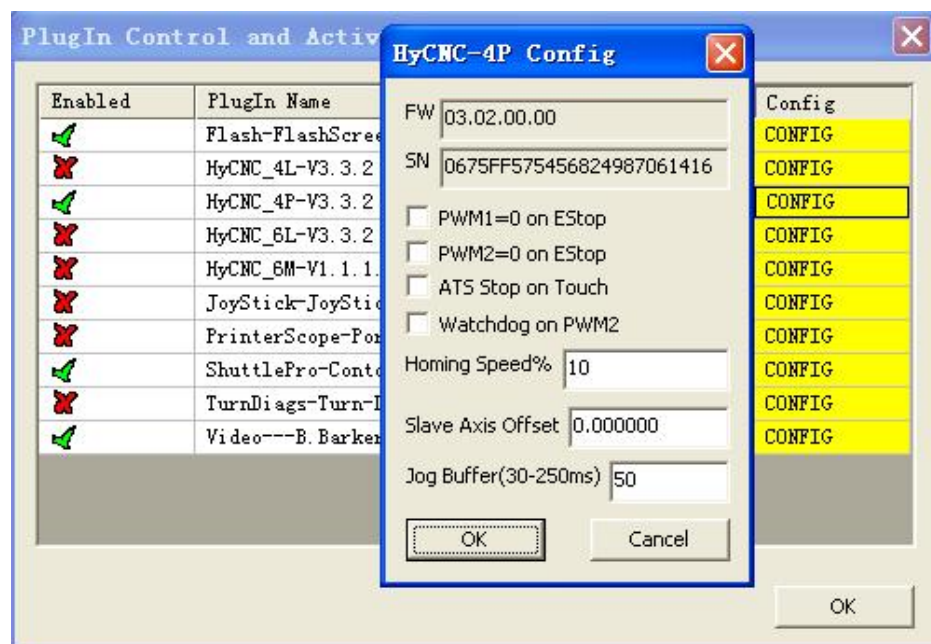 PlugIn Control and Activ
HyCNC-4P Config
Enabled PlugIn Name Config
Flash-FlashScree CONFIG
HyCNC_4L-V3.3.2 CONFIG
HyCNC_4P-V3.3.2 CONFIG
HyCNC_6L-V3.3.2 CONFIG
HyCNC_6M-V1.1.1. CONFIG
JoyStick-JoyStic CONFIG
PrinterScope-Por CONFIG
ShuttlePro-Conto CONFIG
TurnDiags-Turn-D CONFIG
Video---B.Barker CONFIG
FW 03.02.00.00
SN 0675FF575456824987061416
PWM1=0 on EStop
PWM2=0 on EStop
ATS Stop on Touch
Watchdog on PWM2
Homing Speed% 10
Slave Axis Offset 0.000000
Jog Buffer(30-250ms) 50
OK Cancel
OK